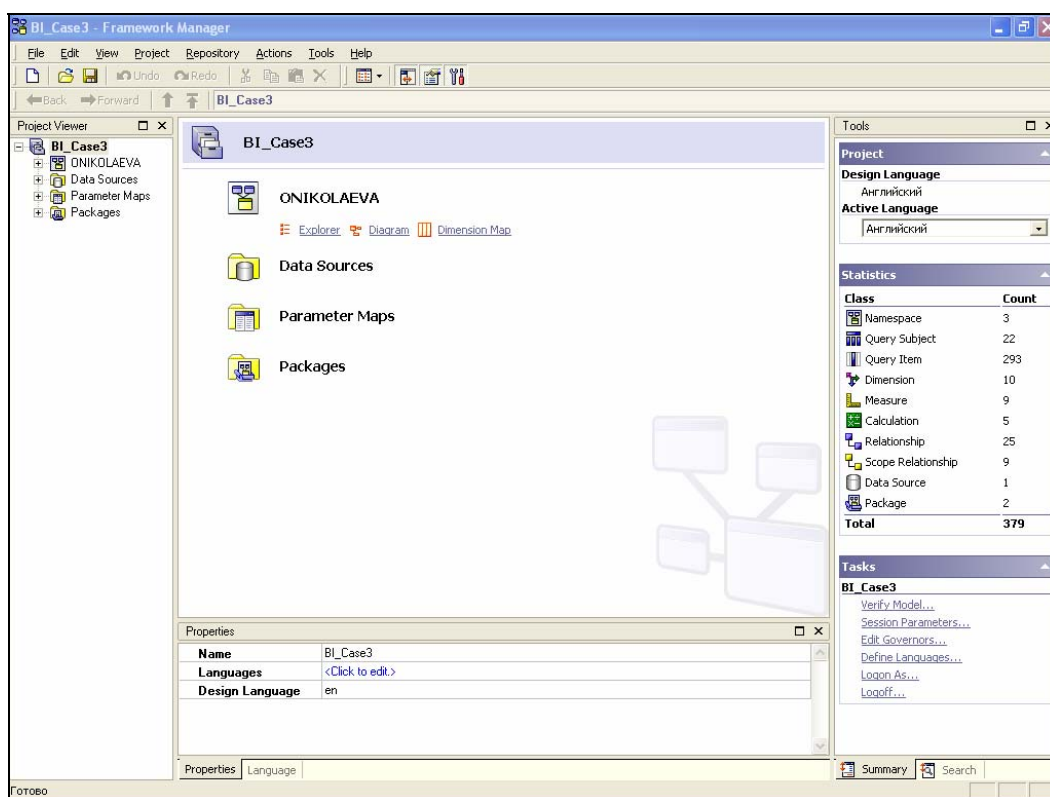 BI_Case3 - Framework Manager
File Edit View Project Repository Actions Tools Help
Undo Redo
Back Forward BI_Case3
Project Viewer
BI_Case3
ONIKOLAEVA
Data Sources
Parameter Maps
Packages
BI_Case3
ONIKOLAEVA
Explorer Diagram Dimension Map
Data Sources
Parameter Maps
Packages
Properties
Name BI_Case3
Languages <Click to edit.>
Design Language en
Properties Language
Tools
Project
Design Language
Английский
Active Language
Английский
Statistics
Class Count
Namespace 3
Query Subject 22
Query Item 293
Dimension 10
Measure 9
Calculation 5
Relationship 25
Scope Relationship 9
Data Source 1
Package 2
Total 379
Tasks
BI_Case3
Verify Model...
Session Parameters...
Edit Governors...
Define Languages...
Logon As...
Logoff...
Summary Search
Готово